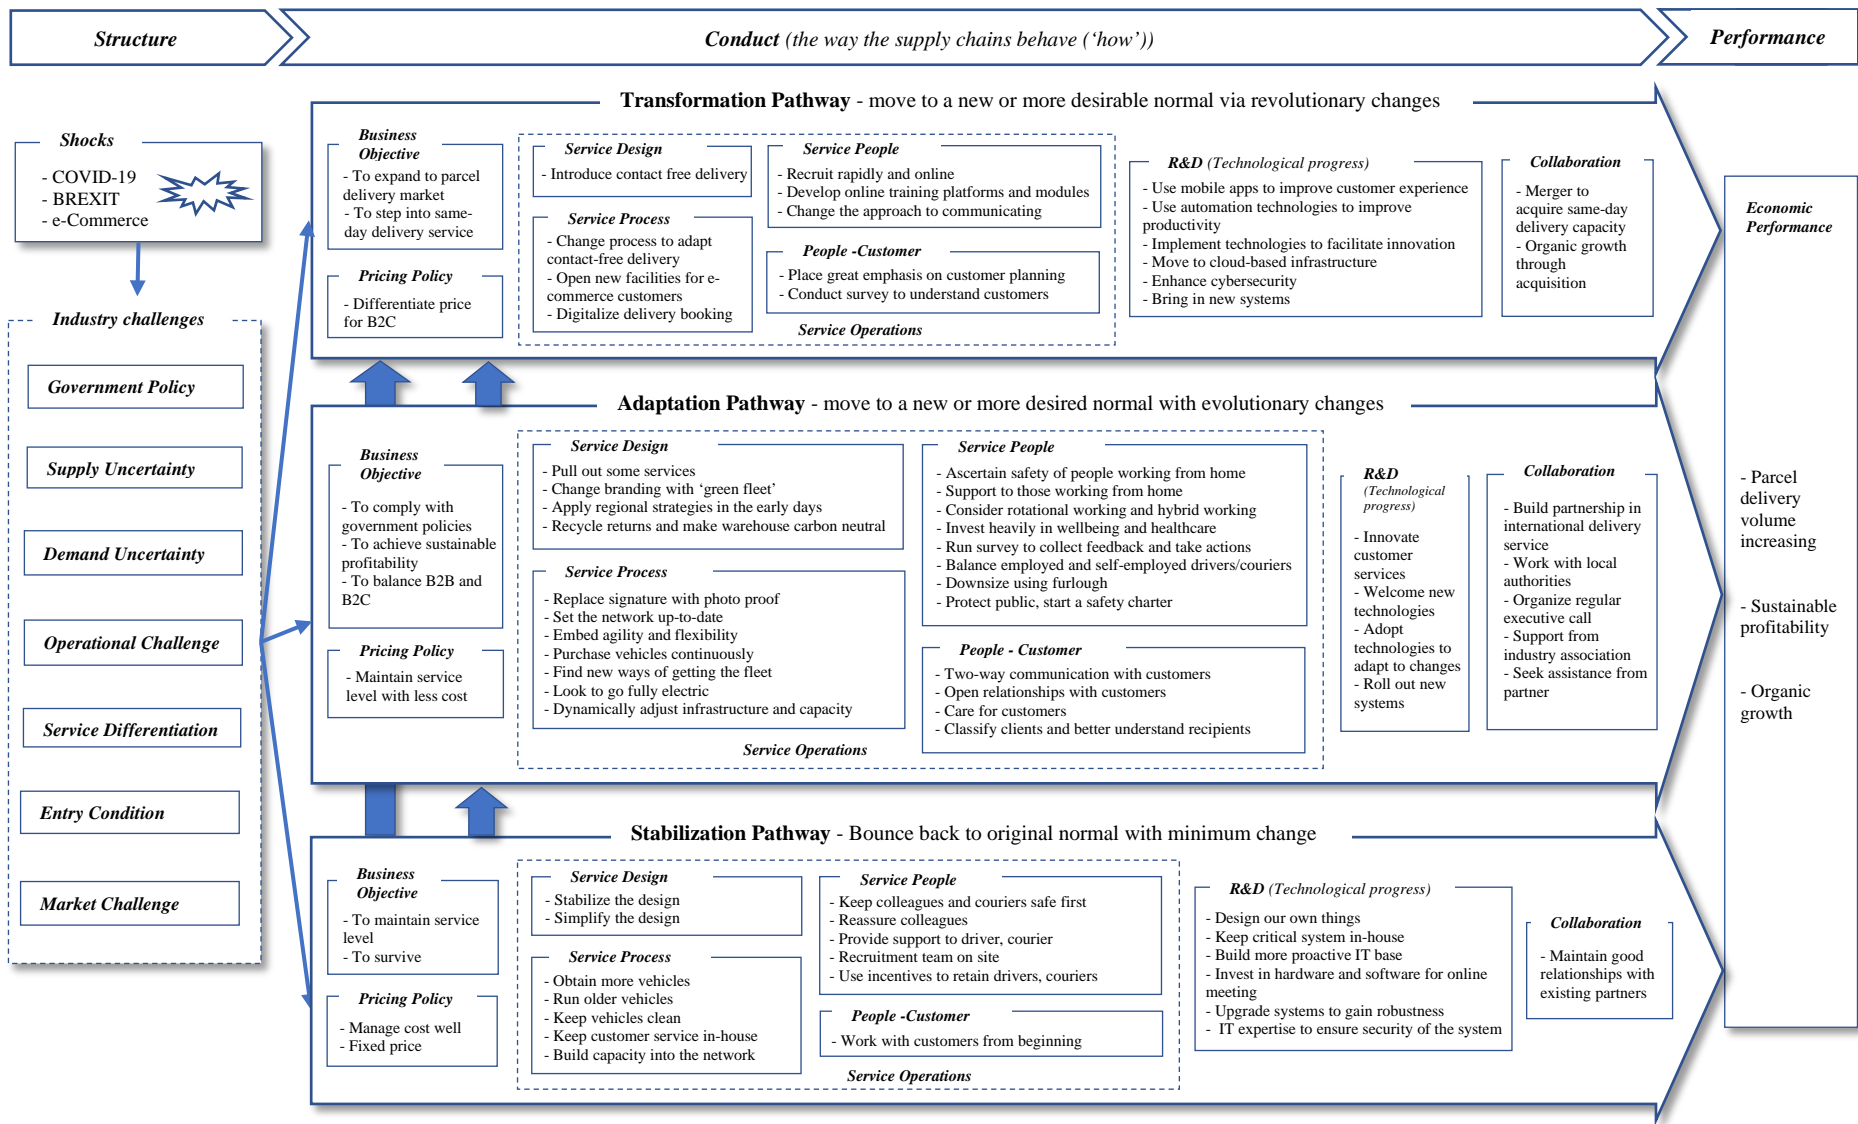 Structure
Conduct (the way the supply chains behave (‘how’))
Performance
Shocks
- COVID-19
- BREXIT
- e-Commerce
Industry challenges
Government Policy
Supply Uncertainty
Demand Uncertainty
Operational Challenge
Service Differentiation
Entry Condition
Market Challenge
Transformation Pathway - move to a new or more desirable normal via revolutionary changes
Business
Objective
- To expand to parcel
delivery market
- To step into same-
day delivery service
Pricing Policy
- Differentiate price
for B2C
Service Design
- Introduce contact free delivery
Service Process
- Change process to adapt
contact-free delivery
- Open new facilities for e-
commerce customers
- Digitalize delivery booking
Service People
- Recruit rapidly and online
- Develop online training platforms and modules
- Change the approach to communicating
People -Customer
- Place great emphasis on customer planning
- Conduct survey to understand customers
Service Operations
R&D (Technological progress)
- Use mobile apps to improve customer experience
- Use automation technologies to improve
productivity
- Implement technologies to facilitate innovation
- Move to cloud-based infrastructure
- Enhance cybersecurity
- Bring in new systems
Collaboration
- Merger to
acquire same-day
delivery capacity
- Organic growth
through
acquisition
Adaptation Pathway - move to a new or more desired normal with evolutionary changes
Business
Objective
- To comply with
government policies
- To achieve sustainable
profitability
- To balance B2B and
B2C
Pricing Policy
- Maintain service
level with less cost
Service Design
- Pull out some services
- Change branding with ‘green fleet’
- Apply regional strategies in the early days
- Recycle returns and make warehouse carbon neutral
Service Process
- Replace signature with photo proof
- Set the network up-to-date
- Embed agility and flexibility
- Purchase vehicles continuously
- Find new ways of getting the fleet
- Look to go fully electric
- Dynamically adjust infrastructure and capacity
Service People
- Ascertain safety of people working from home
- Support to those working from home
- Consider rotational working and hybrid working
- Invest heavily in wellbeing and healthcare
- Run survey to collect feedback and take actions
- Balance employed and self-employed drivers/couriers
- Downsize using furlough
- Protect public, start a safety charter
People - Customer
- Two-way communication with customers
- Open relationships with customers
- Care for customers
- Classify clients and better understand recipients
Service Operations
R&D
(Technological
progress)
- Innovate
customer
services
- Welcome new
technologies
- Adopt
technologies to
adapt to changes
- Roll out new
systems
Collaboration
- Build partnership in
international delivery
service
- Work with local
authorities
- Organize regular
executive call
- Support from
industry association
- Seek assistance from
partner
Stabilization Pathway - Bounce back to original normal with minimum change
Business
Objective
- To maintain service
level
- To survive
Pricing Policy
- Manage cost well
- Fixed price
Service Design
- Stabilize the design
- Simplify the design
Service Process
- Obtain more vehicles
- Run older vehicles
- Keep vehicles clean
- Keep customer service in-house
- Build capacity into the network
Service People
- Keep colleagues and couriers safe first
- Reassure colleagues
- Provide support to driver, courier
- Recruitment team on site
- Use incentives to retain drivers, couriers
People -Customer
- Work with customers from beginning
Service Operations
R&D (Technological progress)
- Design our own things
- Keep critical system in-house
- Build more proactive IT base
- Invest in hardware and software for online
meeting
- Upgrade systems to gain robustness
- IT expertise to ensure security of the system
Collaboration
- Maintain good
relationships with
existing partners
Economic
Performance
- Parcel
delivery
volume
increasing
- Sustainable
profitability
- Organic
growth